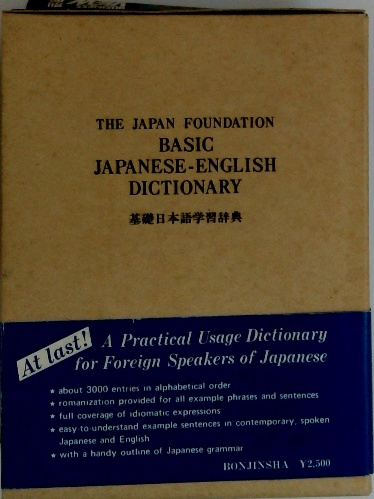 THE JAPAN FOUNDATION
BASIC
JAPANESE-ENGLISH
DICTIONARY
基礎日本語学習辞典
At last!
A Practical Usage Dictionary
for Foreign Speakers of Japanese
★ about 3000 entries in alphabetical order
★ romanization provided for all example phrases and sentences
★ full coverage of idiomatic expressions
★ easy-to-understand example sentences in contemporary, spoken
Japanese and English
★ with a handy outline of Japanese grammar
BONJINSHA ¥2,500